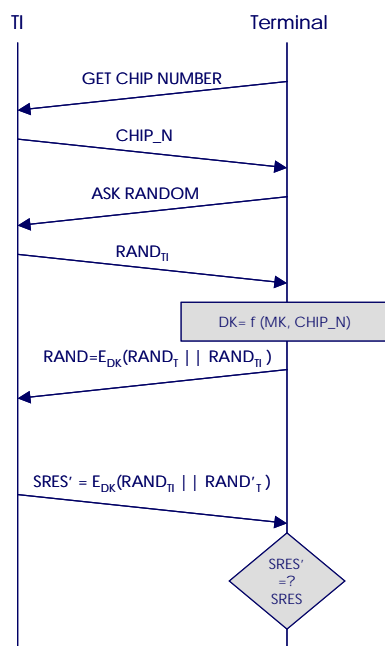 TI Terminal
GET CHIP NUMBER
CHIP_N
ASK RANDOM
RAND_TI
DK= f (MK, CHIP_N)
RAND=E_DK(RAND_T || RAND_TI )
SRES' = E_DK(RAND_TI || RAND'_T )
SRES'
=?
SRES